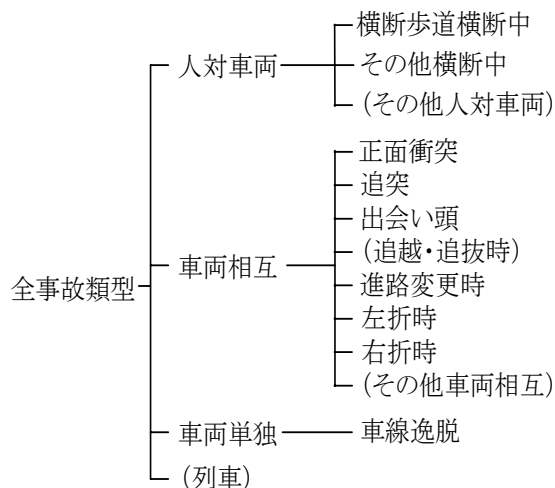 全事故類型
人対車両
横断歩道横断中
その他横断中
(その他人対車両)
車両相互
正面衝突
追突
出会い頭
(追越・追抜時)
進路変更時
左折時
右折時
(その他車両相互)
車両単独
車線逸脱
(列車)